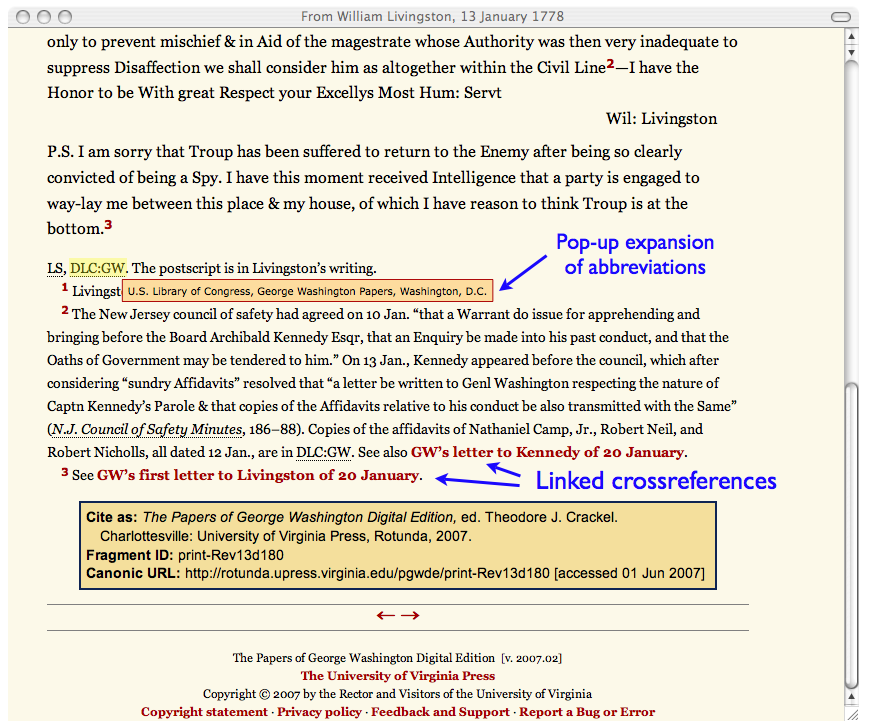 From William Livingston, 13 January 1778
only to prevent mischief & in Aid of the magestrate whose Authority was then very inadequate to
suppress Disaffection we shall consider him as altogether within the Civil Line2—I have the
Honor to be With great Respect your Excellys Most Hum: Servt
Wil: Livingston
P.S. I am sorry that Troup has been suffered to return to the Enemy after being so clearly
convicted of being a Spy. I have this moment received Intelligence that a party is engaged to
way-lay me between this place & my house, of which I have reason to think Troup is at the
bottom.3
Pop-up expansion
of abbreviations
LS, DLC:GW. The postscript is in Livingston's writing.
1 Livingst
U.S. Library of Congress, George Washington Papers, Washington, D.C.
2 The New Jersey council of safety had agreed on 10 Jan. “that a Warrant do issue for apprehending and
bringing before the Board Archibald Kennedy Esqr, that an Enquiry be made into his past conduct, and that the
Oaths of Government may be tendered to him.” On 13 Jan., Kennedy appeared before the council, which after
considering “sundry Affidavits” resolved that “a letter be written to Genl Washington respecting the nature of
Captn Kennedy’s Parole & that copies of the Affidavits relative to his conduct be also transmitted with the Same”
(N.J. Council of Safety Minutes, 186–88). Copies of the affidavits of Nathaniel Camp, Jr., Robert Neil, and
Robert Nicholls, all dated 12 Jan., are in DLC:GW. See also GW’s letter to Kennedy of 20 January.
3 See GW’s first letter to Livingston of 20 January.
Linked crossreferences
Cite as: The Papers of George Washington Digital Edition, ed. Theodore J. Crackel.
Charlottesville: University of Virginia Press, Rotunda, 2007.
Fragment ID: print-Rev13d180
Canonic URL: http://rotunda.upress.virginia.edu/pgwde/print-Rev13d180 [accessed 01 Jun 2007]
← →
The Papers of George Washington Digital Edition [v. 2007.02]
The University of Virginia Press
Copyright © 2007 by the Rector and Visitors of the University of Virginia
Copyright statement · Privacy policy · Feedback and Support · Report a Bug or Error